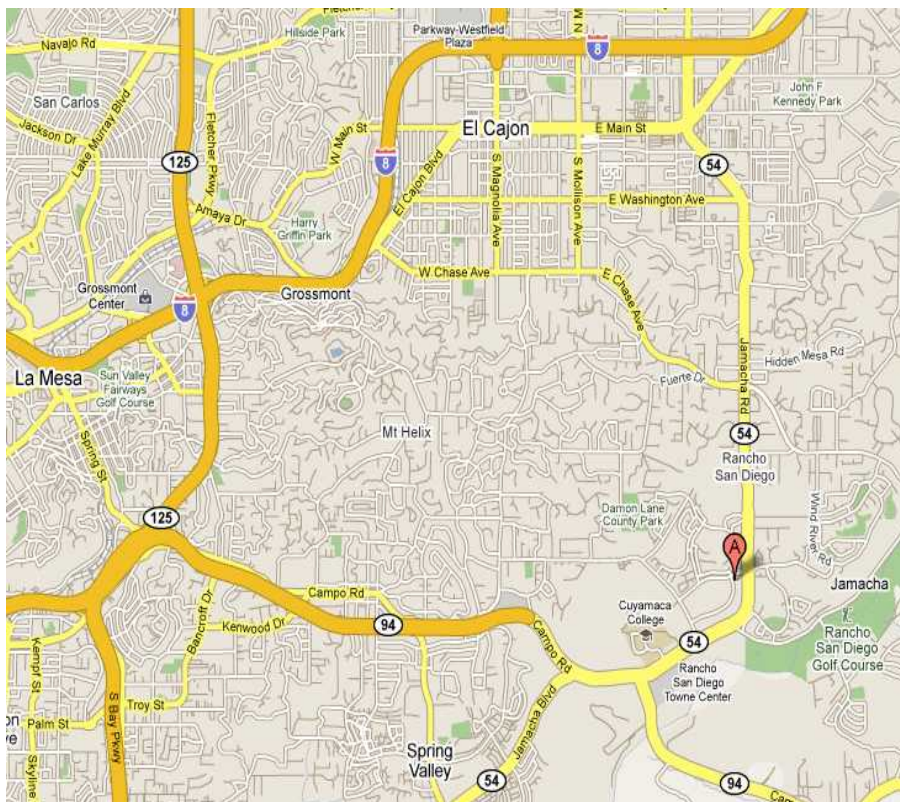 Fletcher
Navajo Rd
Hillside Park
Parkway-Westfield
Plaza
N W
8
San Carlos
Jackson Dr
Lake Murray Blvd
Fletcher Pkwy
John F
Kennedy Park
W Main St
El Cajon
E Main St
125
8
54
El Cajon Blvd
S Magnolia Ave
S Mollison Ave
E Washington Ave
Amaya Dr
Harry
Griffin Park
W Chase Ave
E Chase Ave
Grossmont
Center
Grossmont
8
La Mesa
Sun Valley
Fairways
Golf Course
Jamacha Rd
Hidden Mesa Rd
Fuerte Dr
Spring St
Mt Helix
54
Rancho
San Diego
Damon Lane
County Park
Wind River Rd
125
A
Jamacha
Campo Rd
Bancroft Dr
Kenwood Dr
94
Cuyamaca
College
54
Rancho
San Diego
Golf Course
Campo Rd
Rancho
San Diego
Towne Center
Kempf St
S Bay Pkwy
Troy St
Palm St
Jamacha Blvd
Spring
Valley
54
94
Skyline